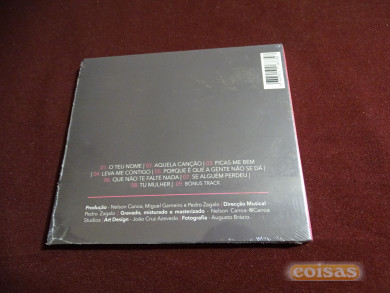 01 O TEU NOME | 02 AQUELA CANÇÃO | 03 PICAS-ME BEM
| 04 LEVA-ME CONTIGO | 05 PORQUE É QUE A GENTE NÃO SE DÁ |
06 QUE NÃO TE FALTE NADA | 07 SE ALGUÉM PERDEU |
08 TU MULHER | 09 BÓNUS TRACK
Produção - Nelson Canoa, Miguel Gameiro e Pedro Zagalo | Direcção Musical
Pedro Zagalo | Gravado, misturado e masterizado - Nelson Canoa @Canoa
Studios | Art Design - João Cruz Azevedo | Fotografia - Augusto Brázio
coisas